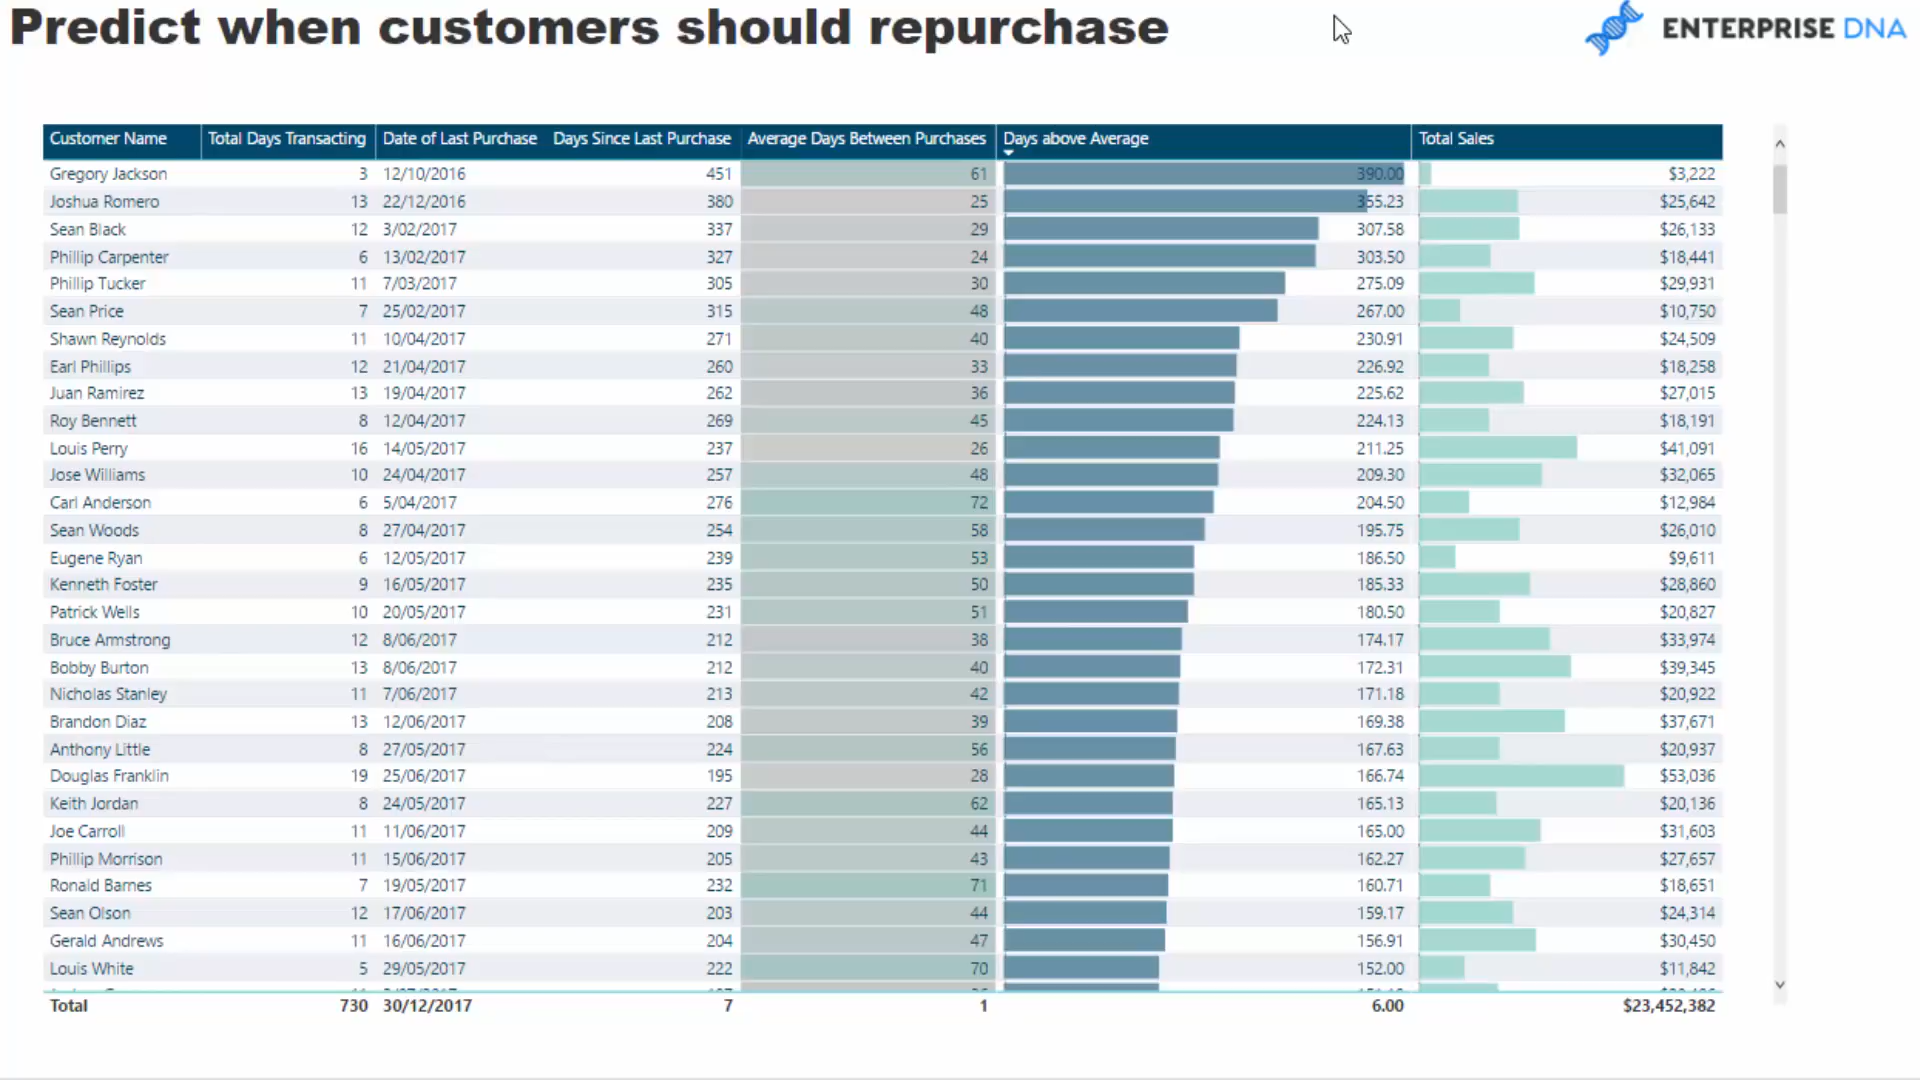 Predict when customers should repurchase
ENTERPRISE DNA
Customer Name Total Days Transacting Date of Last Purchase Days Since Last Purchase Average Days Between Purchases Days above Average Total Sales
Gregory Jackson 3 12/10/2016 451 61 390.00 $3,222
Joshua Romero 13 22/12/2016 380 25 355.23 $25,642
Sean Black 12 3/02/2017 337 29 307.58 $26,133
Phillip Carpenter 6 13/02/2017 327 24 303.50 $18,441
Phillip Tucker 11 7/03/2017 305 30 275.09 $29,931
Sean Price 7 25/02/2017 315 48 267.00 $10,750
Shawn Reynolds 11 10/04/2017 271 40 230.91 $24,509
Earl Phillips 12 21/04/2017 260 33 226.92 $18,258
Juan Ramirez 13 19/04/2017 262 36 225.62 $27,015
Roy Bennett 8 12/04/2017 269 45 224.13 $18,191
Louis Perry 16 14/05/2017 237 26 211.25 $41,091
Jose Williams 10 24/04/2017 257 48 209.30 $32,065
Carl Anderson 6 5/04/2017 276 72 204.50 $12,984
Sean Woods 8 27/04/2017 254 58 195.75 $26,010
Eugene Ryan 6 12/05/2017 239 53 186.50 $9,611
Kenneth Foster 9 16/05/2017 235 50 185.33 $28,860
Patrick Wells 10 20/05/2017 231 51 180.50 $20,827
Bruce Armstrong 12 8/06/2017 212 38 174.17 $33,974
Bobby Burton 13 8/06/2017 212 40 172.31 $39,345
Nicholas Stanley 11 7/06/2017 213 42 171.18 $20,922
Brandon Diaz 13 12/06/2017 208 39 169.38 $37,671
Anthony Little 8 27/05/2017 224 56 167.63 $20,937
Douglas Franklin 19 25/06/2017 195 28 166.74 $53,036
Keith Jordan 8 24/05/2017 227 62 165.13 $20,136
Joe Carroll 11 11/06/2017 209 44 165.00 $31,603
Phillip Morrison 11 15/06/2017 205 43 162.27 $27,657
Ronald Barnes 7 19/05/2017 232 71 160.71 $18,651
Sean Olson 12 17/06/2017 203 44 159.17 $24,314
Gerald Andrews 11 16/06/2017 204 47 156.91 $30,450
Louis White 5 29/05/2017 222 70 152.00 $11,842
Total 730 30/12/2017 7 1 6.00 $23,452,382